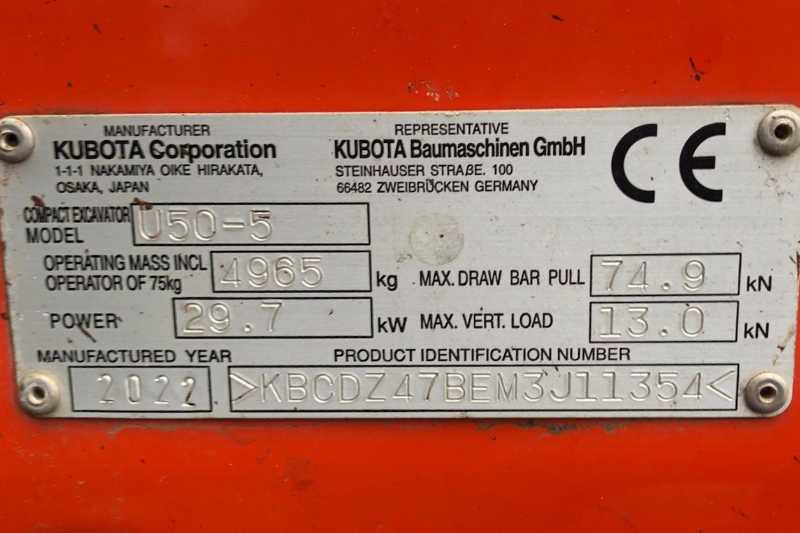 MANUFACTURER
KUBOTA Corporation
1-1-1 NAKAMIYA OIKE HIRAKATA,
OSAKA, JAPAN
REPRESENTATIVE
KUBOTA Baumaschinen GmbH
STEINHAUSER STRAßE. 100
66482 ZWEIBRÜCKEN GERMANY
CE
COMPACT EXCAVATOR
MODEL U50-5
OPERATING MASS INCL
OPERATOR OF 75kg 4965 kg
MAX. DRAW BAR PULL 74.9 kN
POWER 29.7 kW
MAX. VERT. LOAD 13.0 kN
MANUFACTURED YEAR
2022
PRODUCT IDENTIFICATION NUMBER
>KBCDZ47BEM3J11354<